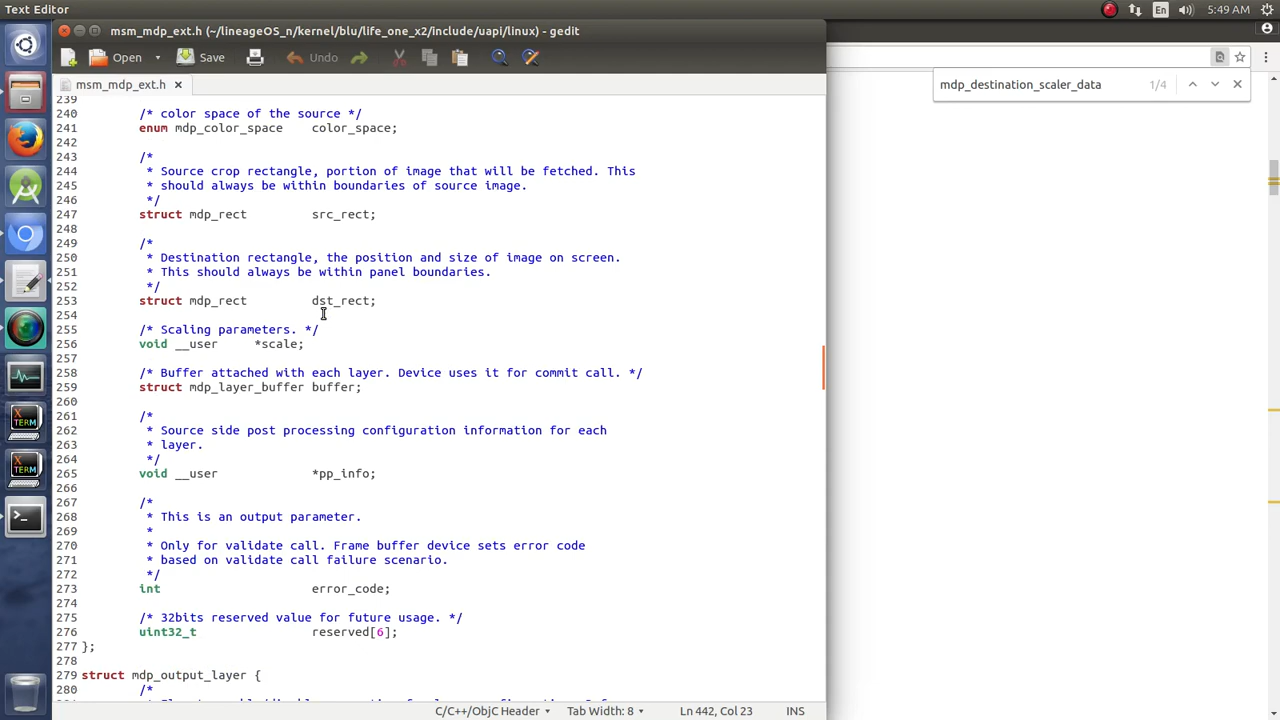 Text Editor
En
5:49 AM
msm_mdp_ext.h (~/lineageOS_n/kernel/blu/life_one_x2/include/uapi/linux) - gedit
Open
Save
Undo
msm_mdp_ext.h
mdp_destination_scaler_data 1/4
239
240 /* color space of the source */
241 enum mdp_color_space color_space;
242
243 /*
244 * Source crop rectangle, portion of image that will be fetched. This
245 * should always be within boundaries of source image.
246 */
247 struct mdp_rect src_rect;
248
249 /*
250 * Destination rectangle, the position and size of image on screen.
251 * This should always be within panel boundaries.
252 */
253 struct mdp_rect dst_rect;
254
255 /* Scaling parameters. */
256 void __user *scale;
257
258 /* Buffer attached with each layer. Device uses it for commit call. */
259 struct mdp_layer_buffer buffer;
260
261 /*
262 * Source side post processing configuration information for each
263 * layer.
264 */
265 void __user *pp_info;
266
267 /*
268 * This is an output parameter.
269 *
270 * Only for validate call. Frame buffer device sets error code
271 * based on validate call failure scenario.
272 */
273 int error_code;
274
275 /* 32bits reserved value for future usage. */
276 uint32_t reserved[6];
277 };
278
279 struct mdp_output_layer {
280 /*
X TERM
X TERM
C/C++/ObjC Header
Tab Width: 8
Ln 442, Col 23
INS